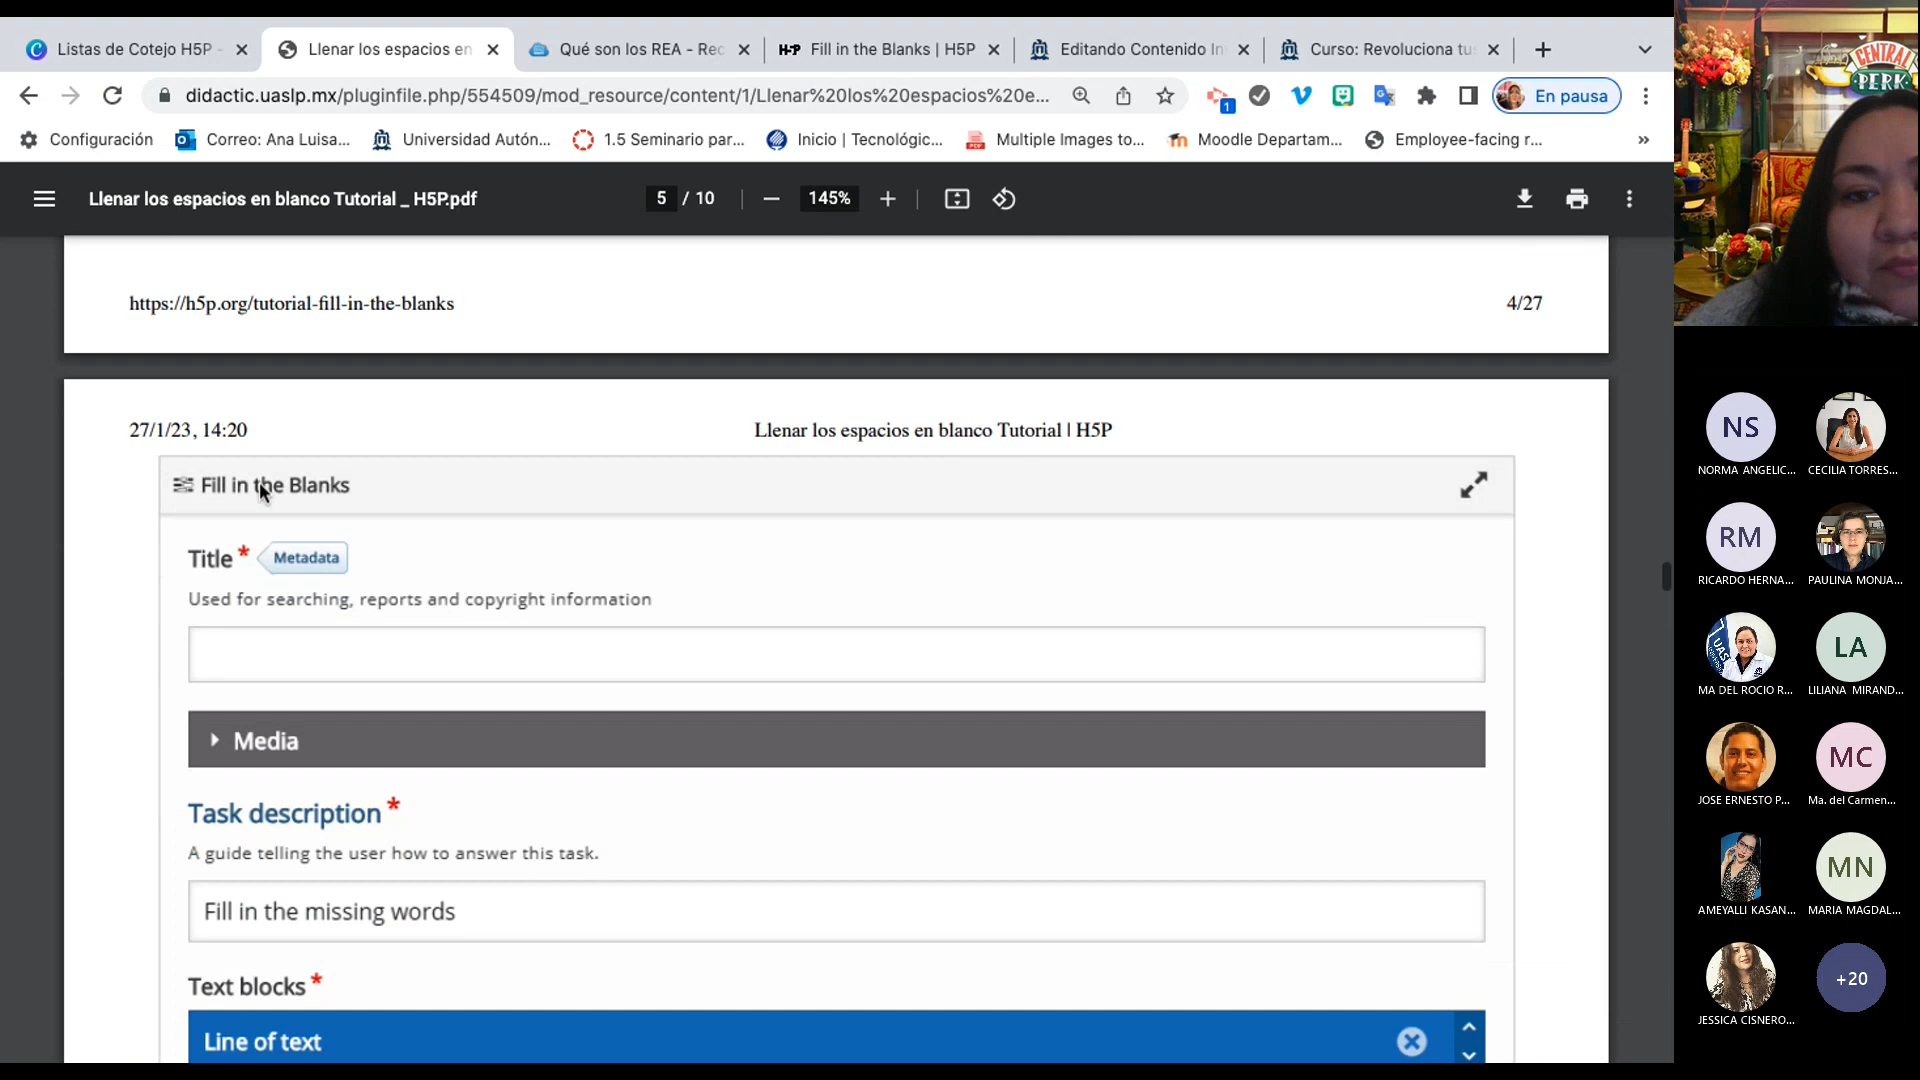 Listas de Cotejo H5P -
Llenar los espacios en
Qué son los REA - Rec
H5P Fill in the Blanks | H5P
Editando Contenido In
Curso: Revoluciona tus
didactic.uaslp.mx/pluginfile.php/554509/mod_resource/content/1/Llenar%20los%20espacios%20e...
1
En pausa
Configuración
Correo: Ana Luisa...
Universidad Autón...
1.5 Seminario par...
Inicio | Tecnológic...
Multiple Images to...
Moodle Departam...
Employee-facing r...
»
Llenar los espacios en blanco Tutorial _ H5P.pdf
5 / 10
145%
https://h5p.org/tutorial-fill-in-the-blanks
4/27
27/1/23, 14:20
Llenar los espacios en blanco Tutorial | H5P
Fill in the Blanks
Title *
Metadata
Used for searching, reports and copyright information
Media
Task description *
A guide telling the user how to answer this task.
Fill in the missing words
Text blocks *
Line of text
CENTRAL
PERK
NS
NORMA ANGELIC...
CECILIA TORRES...
RM
RICARDO HERNA...
PAULINA MONJA...
UAS
MA DEL ROCIO R...
LA
LILIANA MIRAND...
JOSE ERNESTO P...
MC
Ma. del Carmen...
AMEYALLI KASAN...
MN
MARIA MAGDAL...
JESSICA CISNERO...
+20